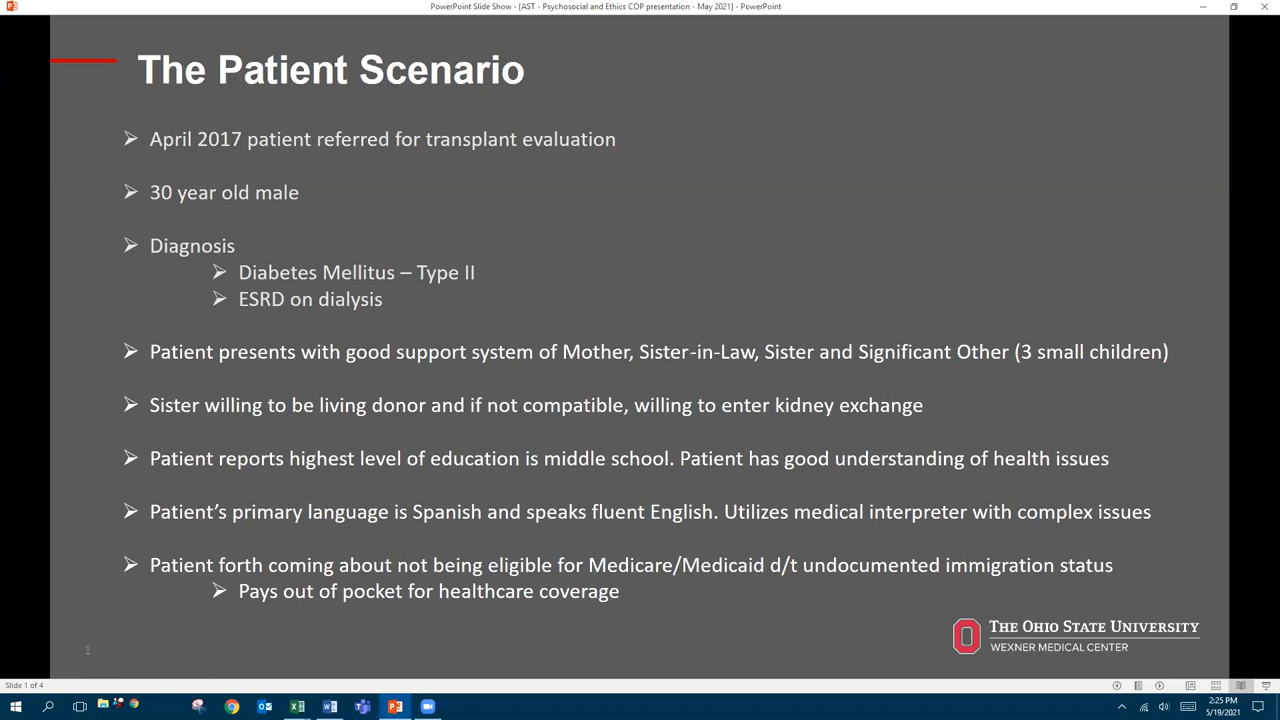 PowerPoint Slide Show - [AST - Psychosocial and Ethics COP presentation - May 2021] - PowerPoint
The Patient Scenario
April 2017 patient referred for transplant evaluation
30 year old male
Diagnosis
Diabetes Mellitus – Type II
ESRD on dialysis
Patient presents with good support system of Mother, Sister-in-Law, Sister and Significant Other (3 small children)
Sister willing to be living donor and if not compatible, willing to enter kidney exchange
Patient reports highest level of education is middle school. Patient has good understanding of health issues
Patient’s primary language is Spanish and speaks fluent English. Utilizes medical interpreter with complex issues
Patient forth coming about not being eligible for Medicare/Medicaid d/t undocumented immigration status
Pays out of pocket for healthcare coverage
THE OHIO STATE UNIVERSITY
WEXNER MEDICAL CENTER
1
Slide 1 of 4
2:25 PM
5/19/2021